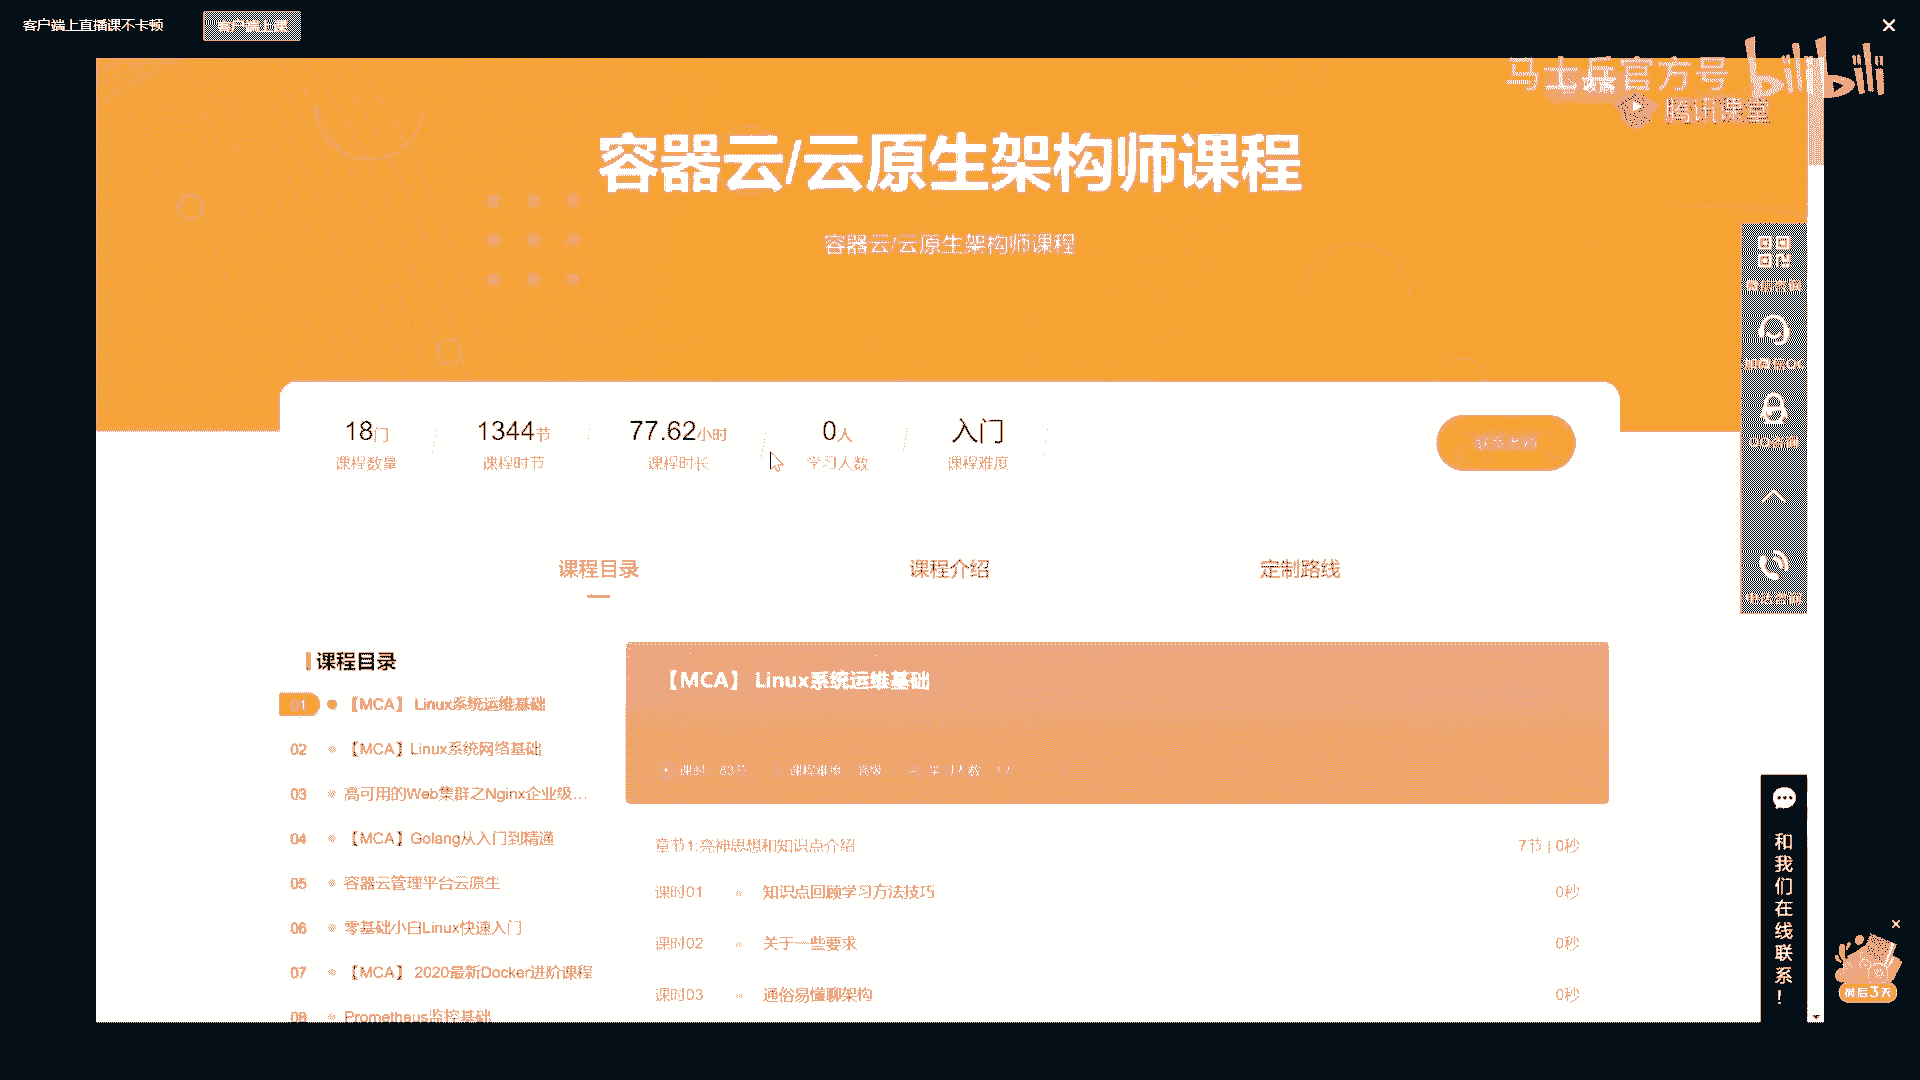 客户端上直播课不卡顿
客户端上课
马士兵官方号 bilibili
腾讯课堂
容器云/云原生架构师课程
容器云/云原生架构师课程
18门
课程数量
1344节
课程时节
77.62小时
课程时长
0人
学习人数
入门
课程难度
课程目录
课程介绍
定制路线
课程目录
01 【MCA】 Linux系统运维基础
02 【MCA】Linux系统网络基础
03 高可用的Web集群之Nginx企业级...
04 【MCA】Golang从入门到精通
05 容器云管理平台云原生
06 零基础小白Linux快速入门
07 【MCA】 2020最新Docker进阶课程
08 Prometheus监控基础
【MCA】 Linux系统运维基础
章节1:亮神思想和知识点介绍 7节 | 0秒
课时01 知识点回顾学习方法技巧 0秒
课时02 关于一些要求 0秒
课时03 通俗易懂聊架构 0秒
和我们在线联系！
最后3天